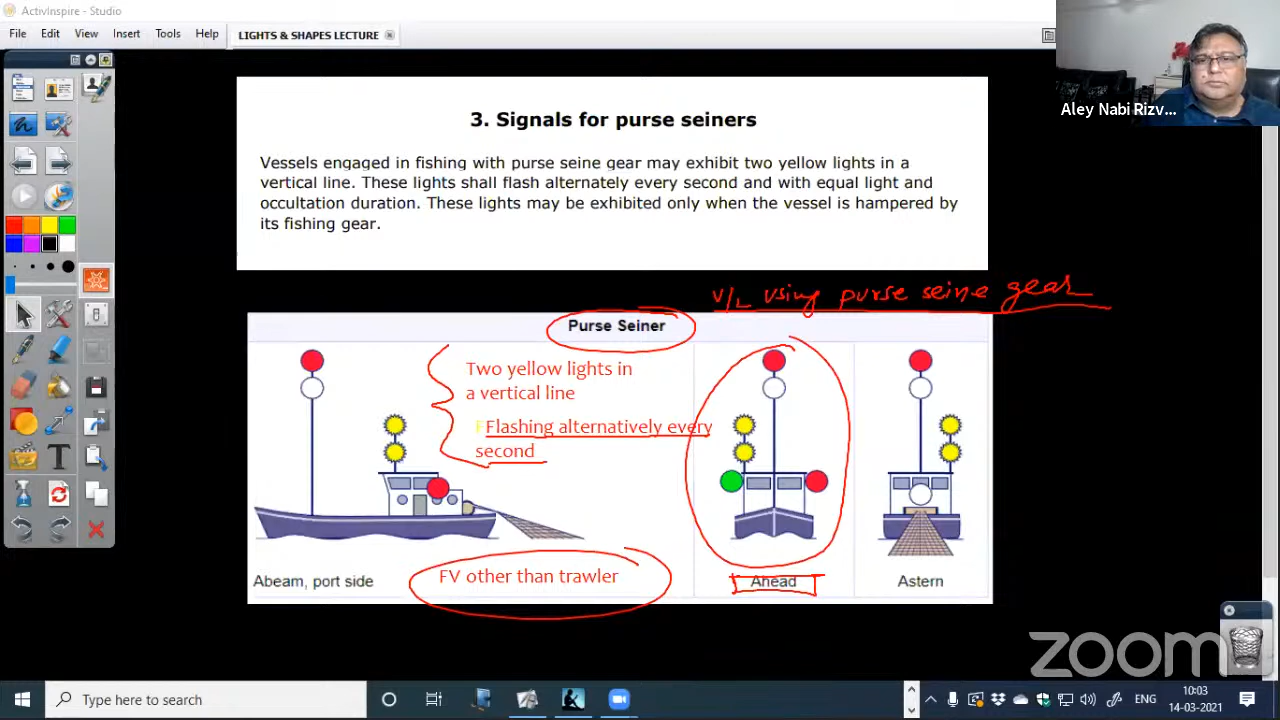 ActivInspire - Studio
File Edit View Insert Tools Help
LIGHTS & SHAPES LECTURE
Aley Nabi Rizv...
3. Signals for purse seiners
Vessels engaged in fishing with purse seine gear may exhibit two yellow lights in a
vertical line. These lights shall flash alternately every second and with equal light and
occultation duration. These lights may be exhibited only when the vessel is hampered by
its fishing gear.
V/L using purse seine gear
Purse Seiner
Two yellow lights in
a vertical line
FFlashing alternatively every
second
FV other than trawler
Abeam, port side
Ahead
Astern
zoom
Type here to search
ENG
10:03
14-03-2021